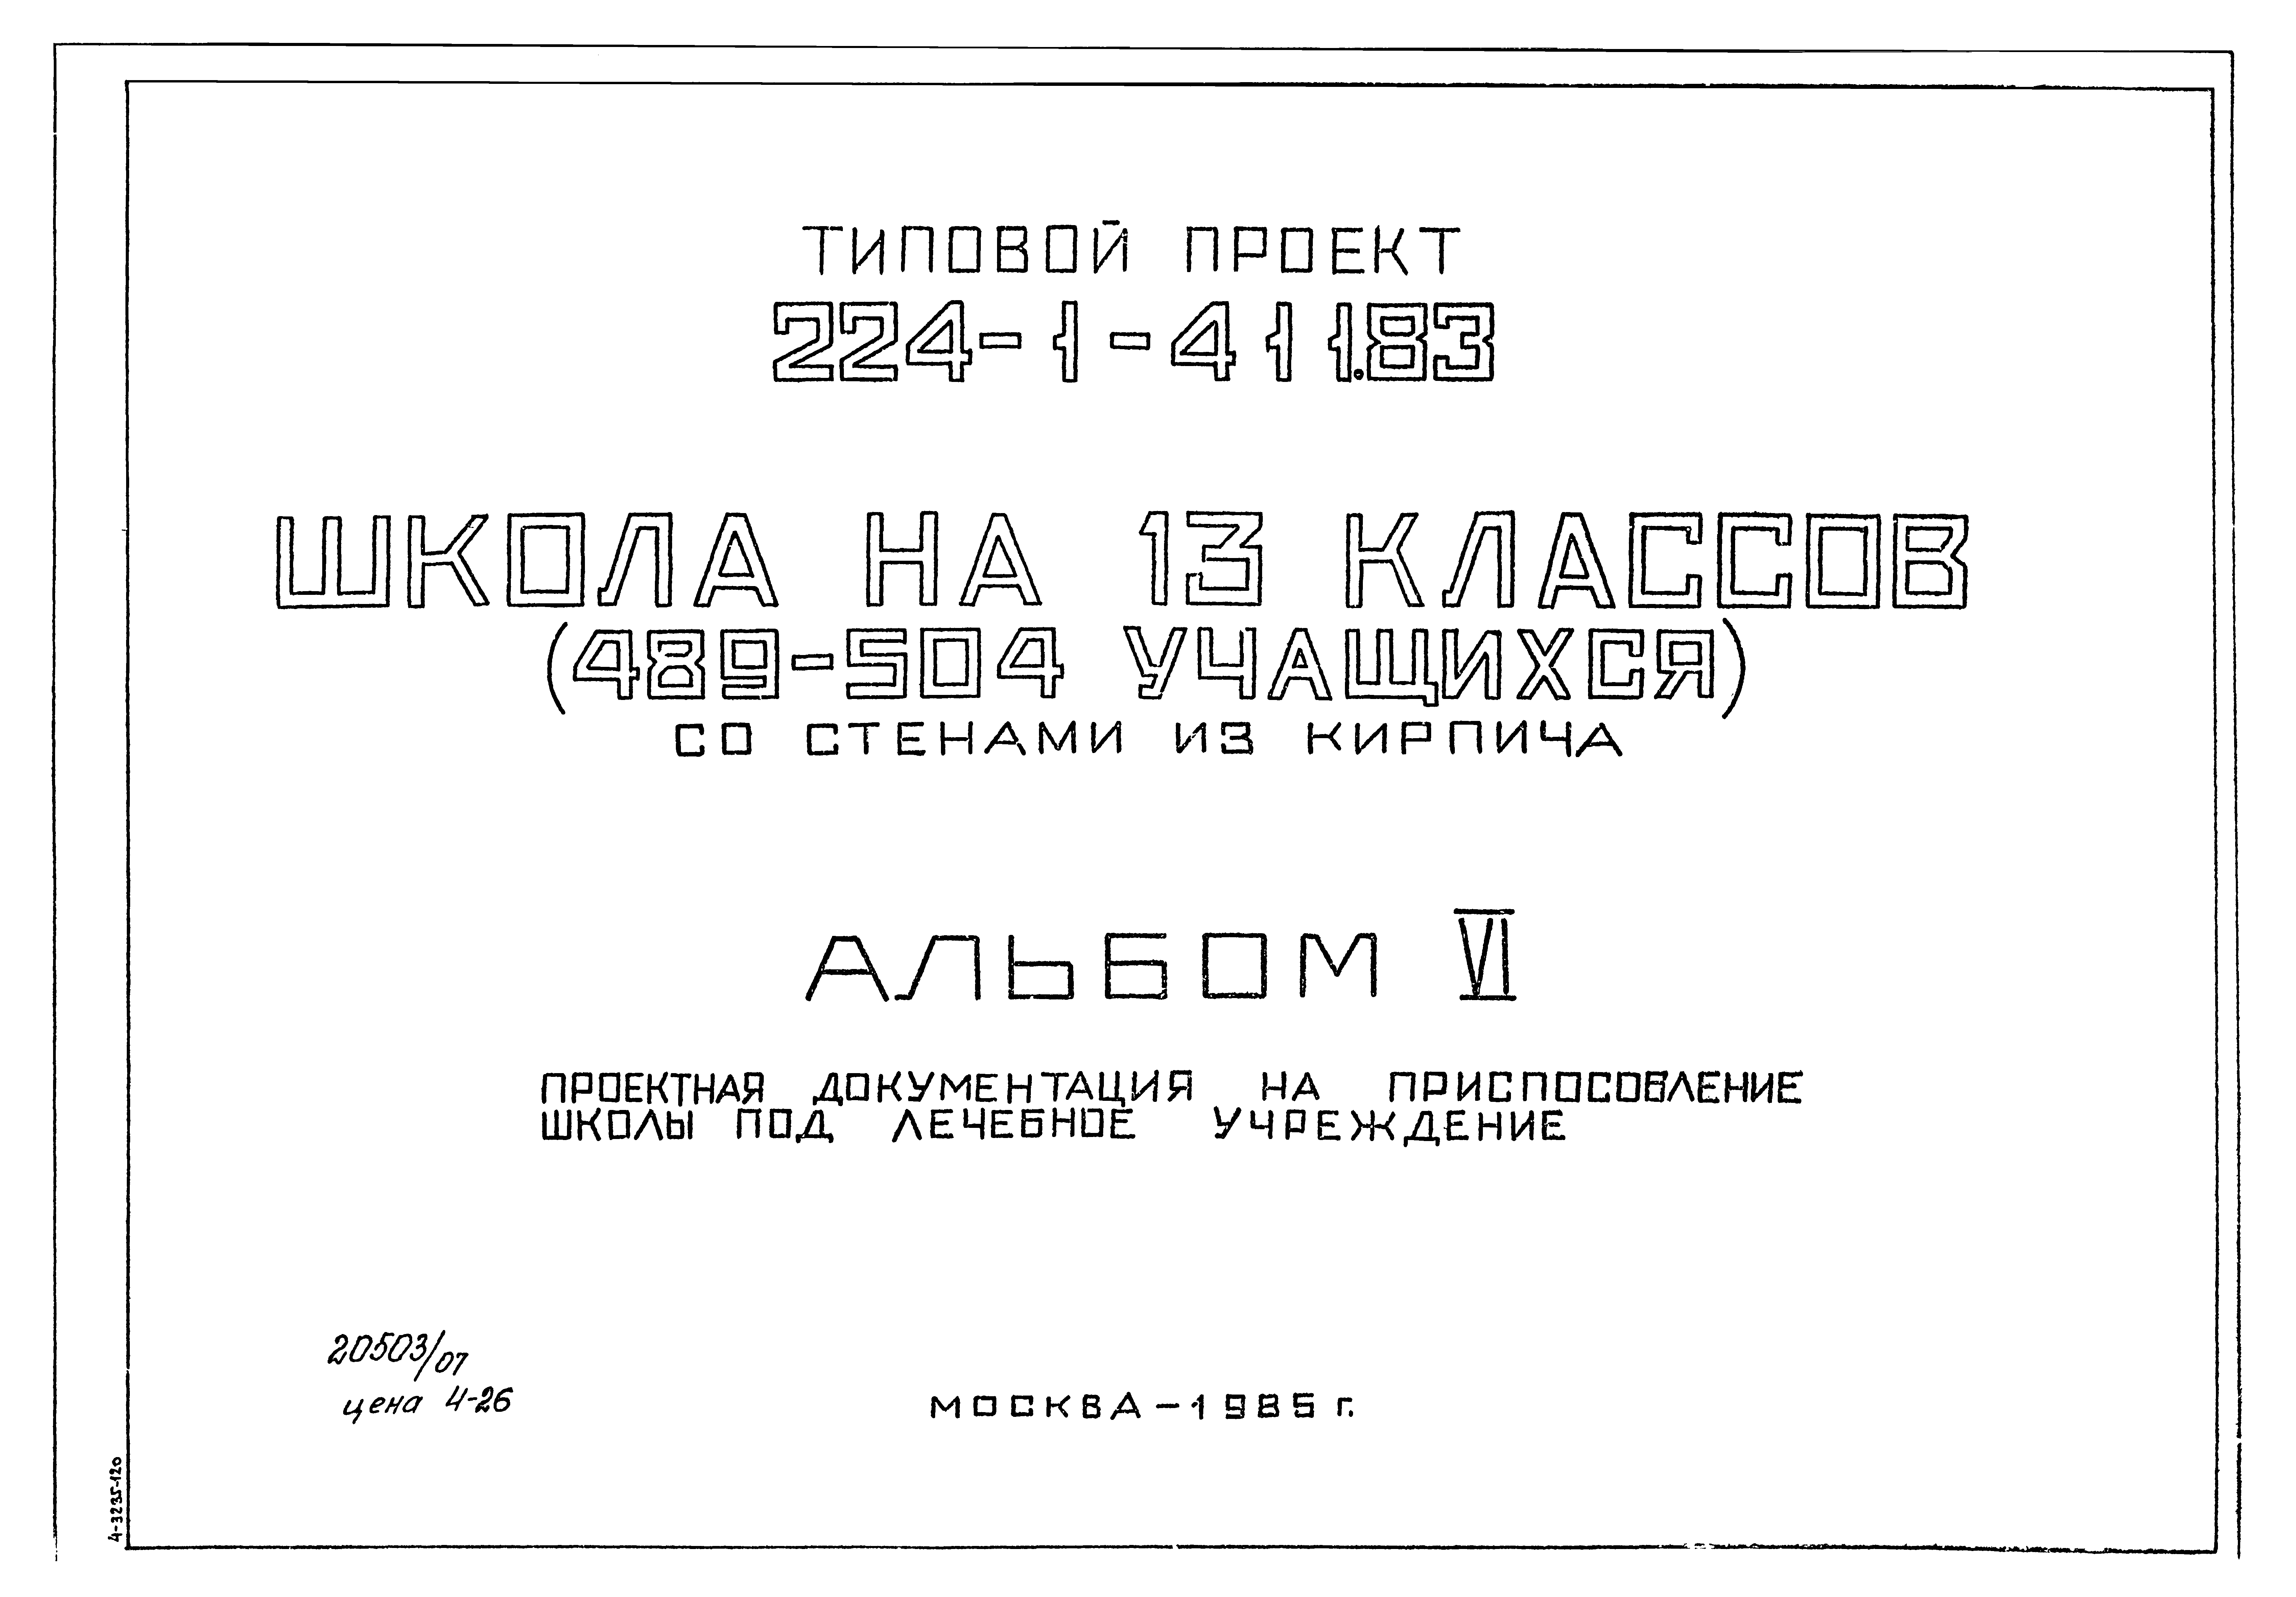 ТИПОВОЙ ПРОЕКТ
224-1-411.83
ШКОЛА НА 13 КЛАССОВ
(489-504 УЧАЩИХСЯ)
СО СТЕНАМИ ИЗ КИРПИЧА
АЛЬБОМ VI
ПРОЕКТНАЯ ДОКУМЕНТАЦИЯ НА ПРИСПОСОБЛЕНИЕ
ШКОЛЫ ПОД ЛЕЧЕБНОЕ УЧРЕЖДЕНИЕ
20503/07
цена 4-26
МОСКВА-1985 г.
4-3235-120